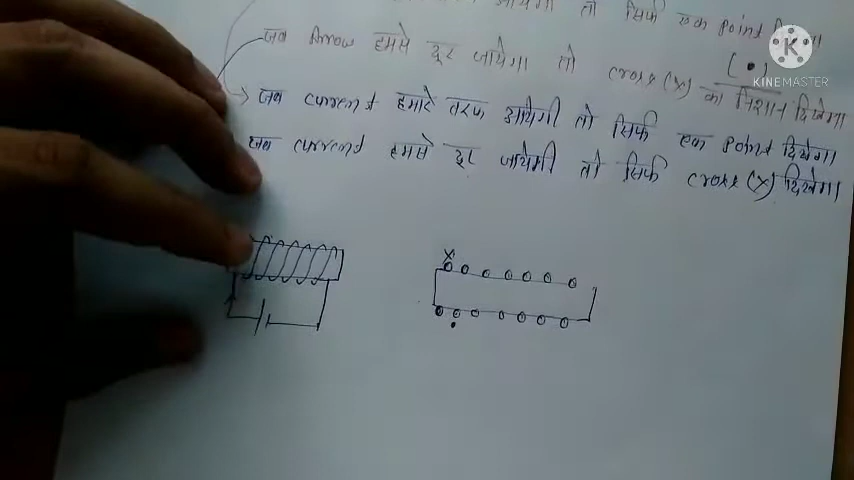 आयेगा तो सिर्फ एक point दिखेगा
(•)
जब Arrow हमसे दूर जायेगा तो cross (x) का निशान दिखेगा
जब current हमारे तरफ आयेगी तो सिर्फ एक point दिखेगा
जब current हमसे दूर जायेगी तो सिर्फ cross (x) दिखेगा
KINEMASTER
x